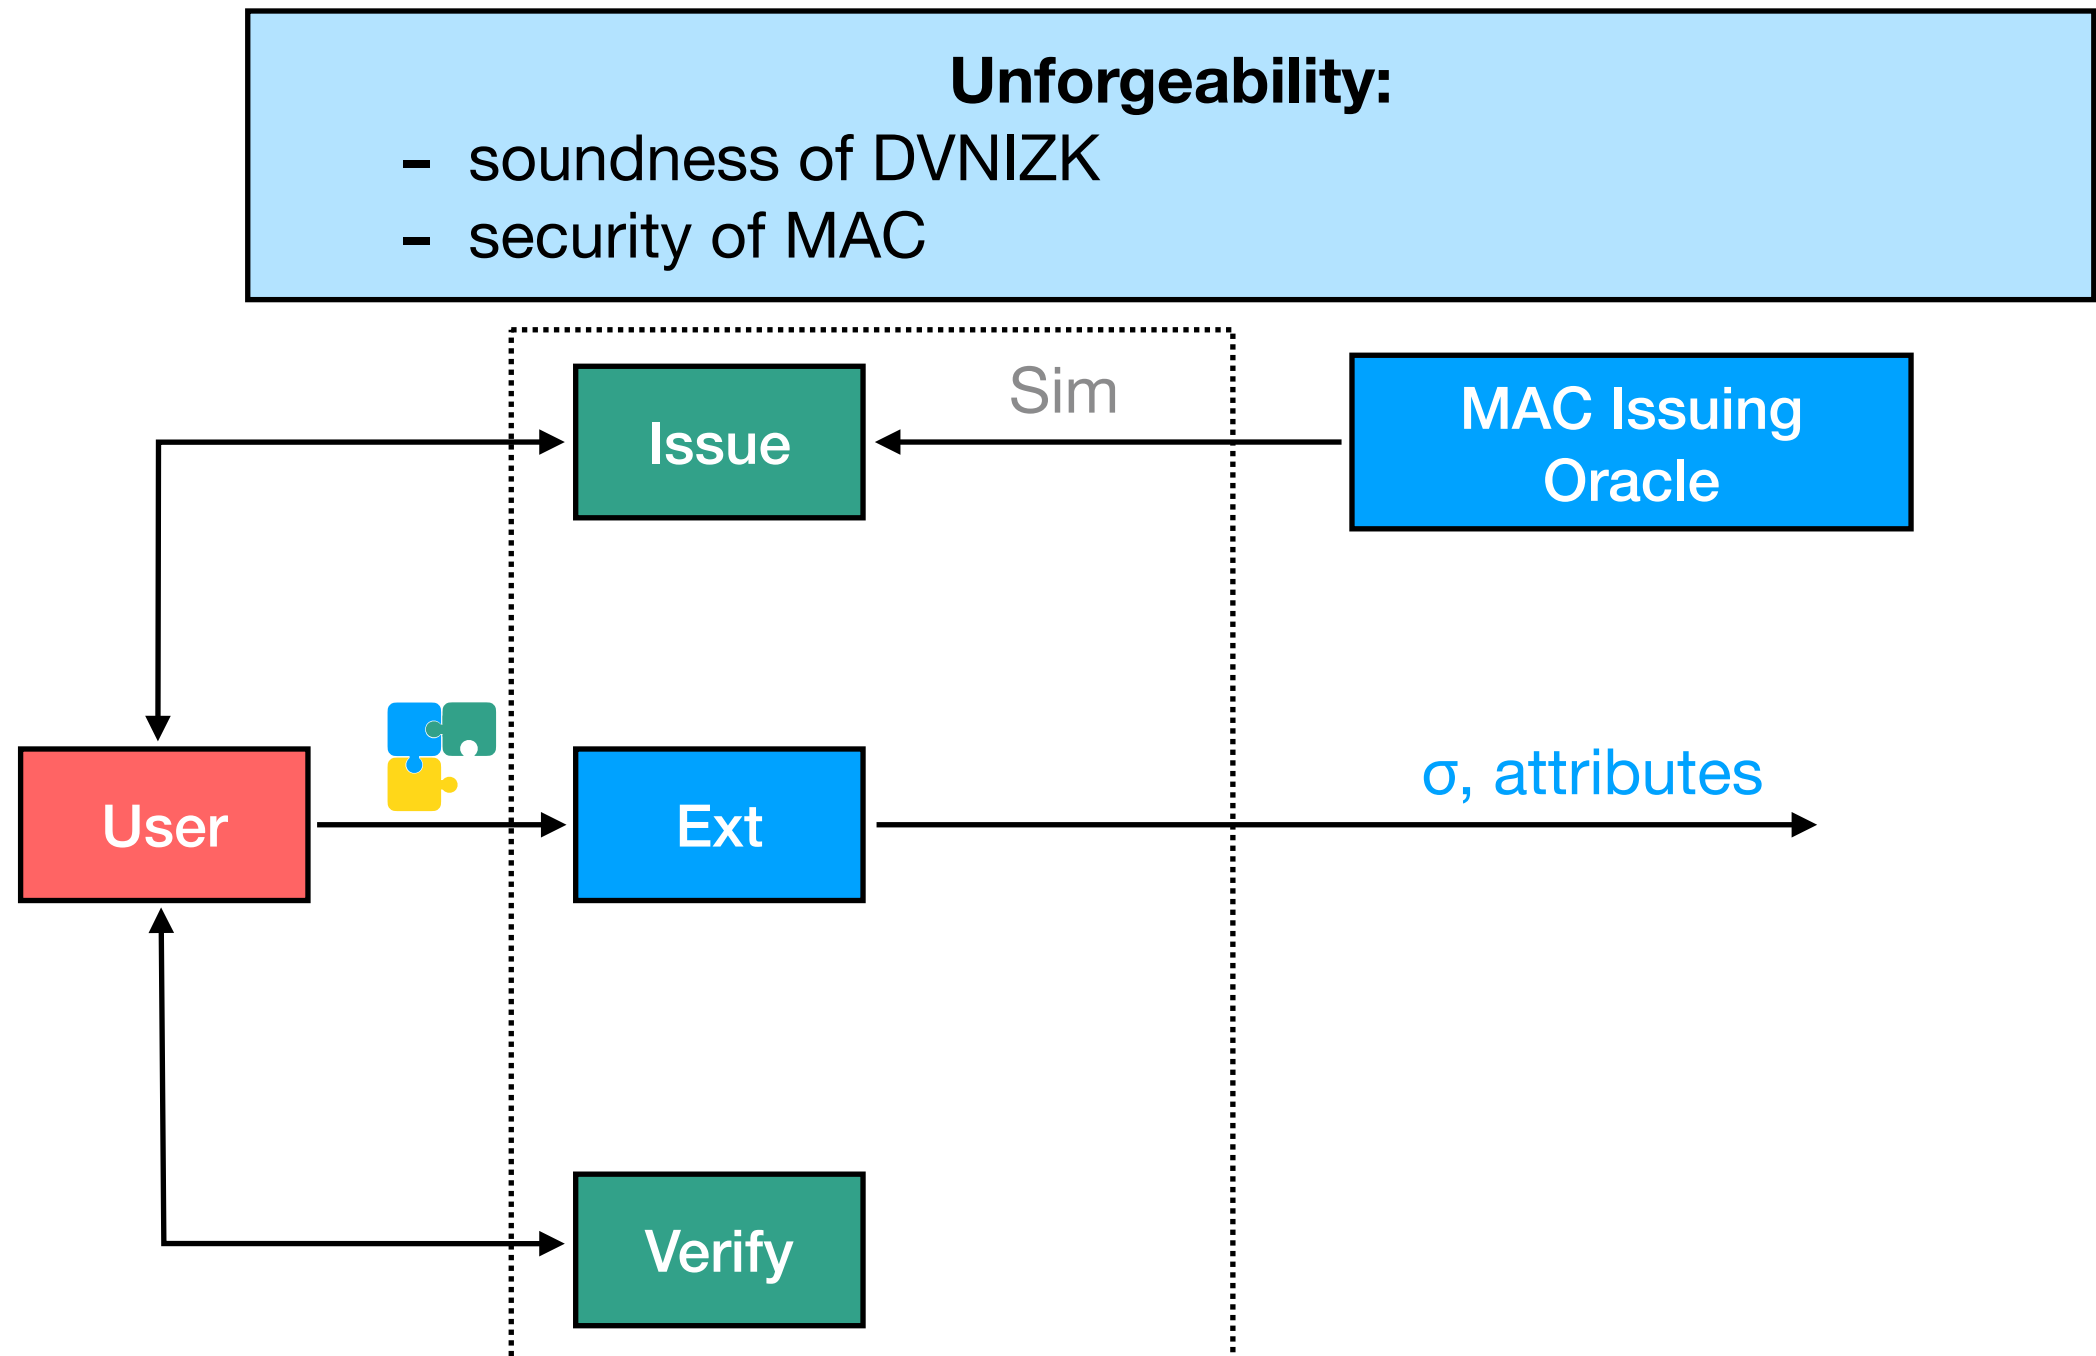 Unforgeability:
- soundness of DVNIZK
- security of MAC
Sim
Issue
MAC Issuing
Oracle
σ, attributes
User
Ext
Verify